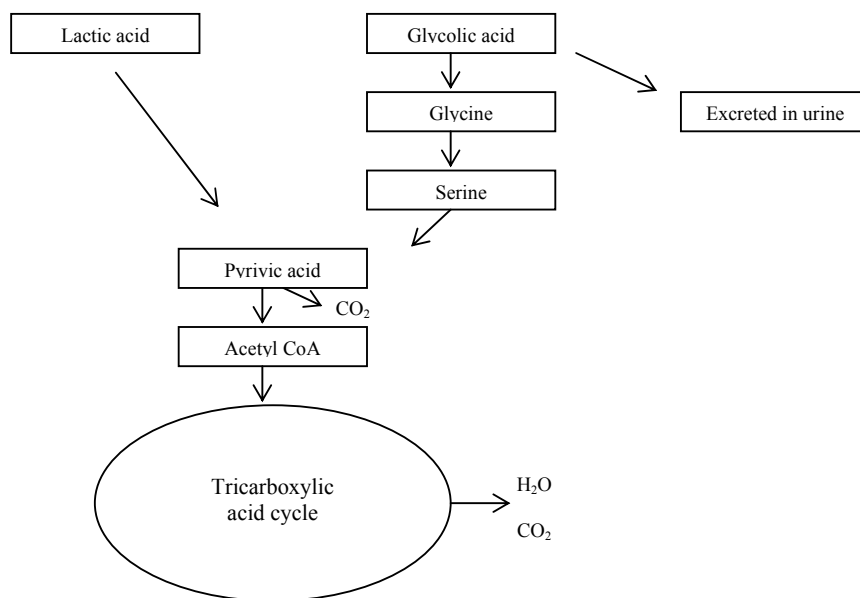 Lactic acid
Glycolic acid
Glycine
Excreted in urine
Serine
Pyrivic acid
CO₂
Acetyl CoA
Tricarboxylic
acid cycle
H₂O
CO₂